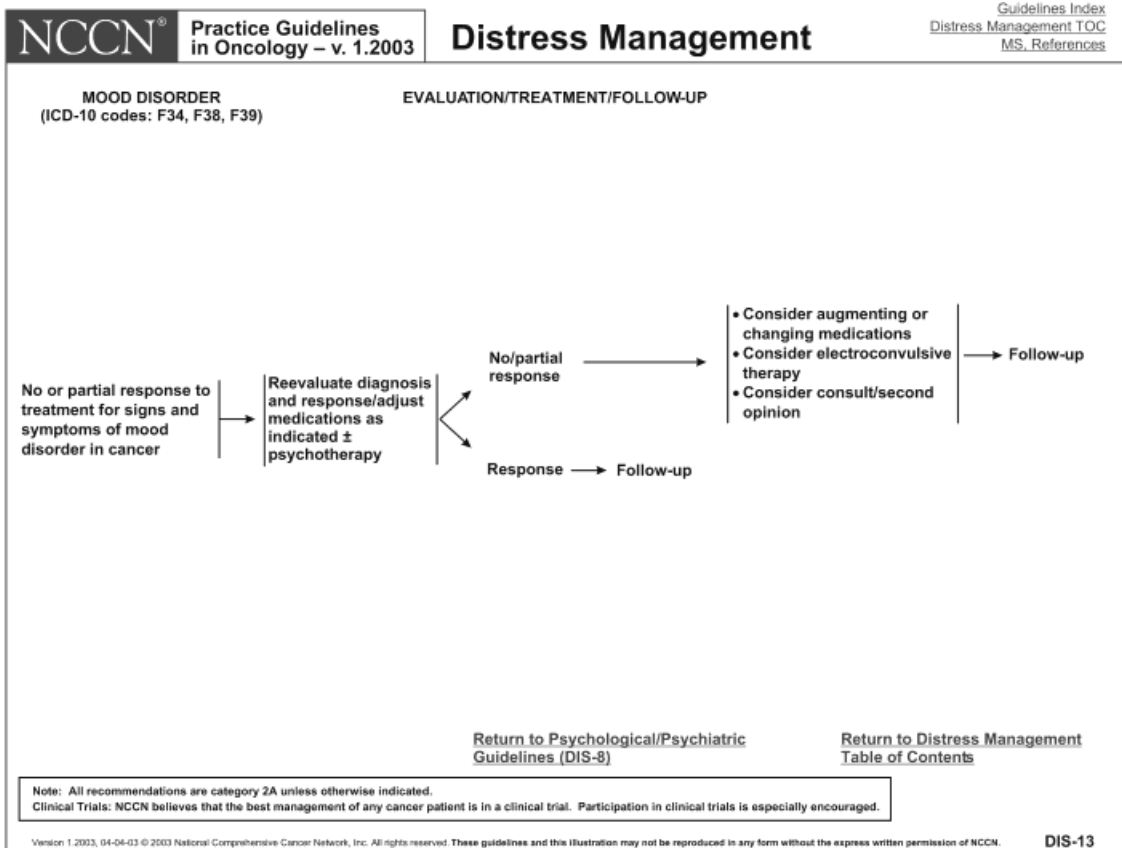 NCCN®
Practice Guidelines
in Oncology – v. 1.2003
Distress Management
Guidelines Index
Distress Management TOC
MS, References
MOOD DISORDER
(ICD-10 codes: F34, F38, F39)
EVALUATION/TREATMENT/FOLLOW-UP
No or partial response to
treatment for signs and
symptoms of mood
disorder in cancer
Reevaluate diagnosis
and response/adjust
medications as
indicated ±
psychotherapy
No/partial
response
• Consider augmenting or
changing medications
• Consider electroconvulsive
therapy
• Consider consult/second
opinion
Follow-up
Response
Follow-up
Return to Psychological/Psychiatric
Guidelines (DIS-8)
Return to Distress Management
Table of Contents
Note: All recommendations are category 2A unless otherwise indicated.
Clinical Trials: NCCN believes that the best management of any cancer patient is in a clinical trial. Participation in clinical trials is especially encouraged.
Version 1.2003, 04-04-03 © 2003 National Comprehensive Cancer Network, Inc. All rights reserved. These guidelines and this illustration may not be reproduced in any form without the express written permission of NCCN.
DIS-13